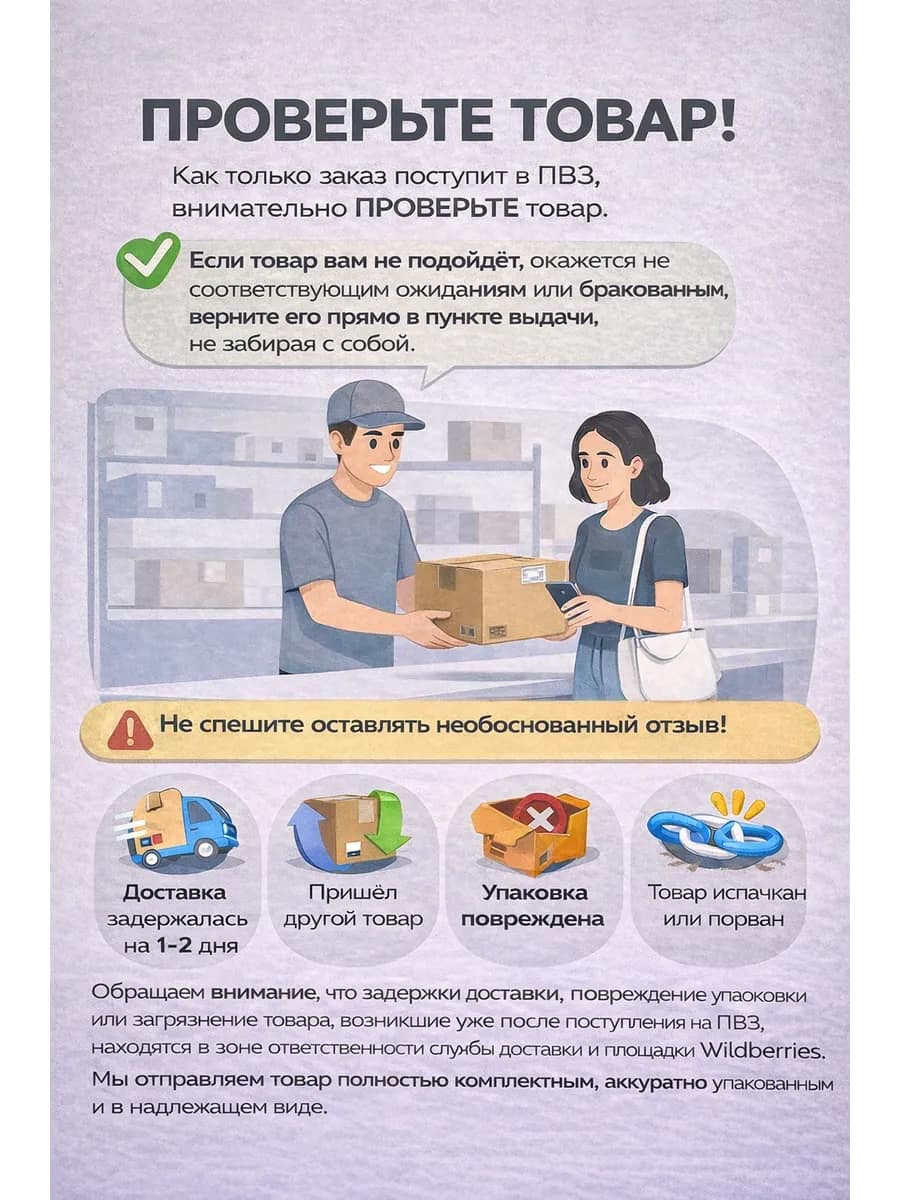 ПРОВЕРЬТЕ ТОВАР!
Как только заказ поступит в ПВЗ,
внимательно ПРОВЕРЬТЕ товар.
Если товар вам не подойдёт, окажется не
соответствующим ожиданиям или бракованным,
верните его прямо в пункте выдачи,
не забирая с собой.
Не спешите оставлять необоснованный отзыв!
Доставка
задержалась
на 1-2 дня
Пришёл
другой товар
Упаковка
повреждена
Товар испачкан
или порван
Обращаем внимание, что задержки доставки, повреждение упаоковки
или загрязнение товара, возникшие уже после поступления на ПВЗ,
находятся в зоне ответственности службы доставки и площадки Wildberries.
Мы отправляем товар полностью комплектным, аккуратно упакованным
и в надлежащем виде.